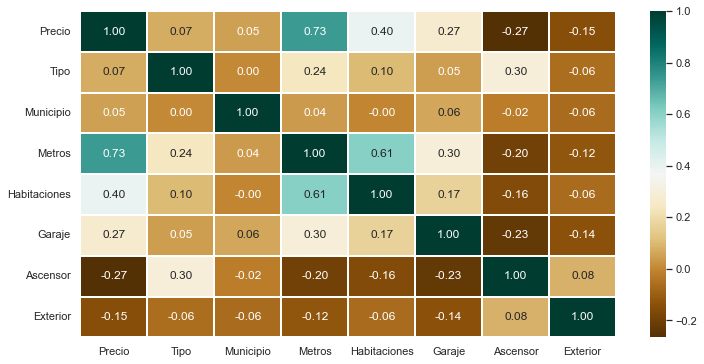 Precio 1.00 0.07 0.05 0.73 0.40 0.27 -0.27 -0.15
Tipo 0.07 1.00 0.00 0.24 0.10 0.05 0.30 -0.06
Municipio 0.05 0.00 1.00 0.04 -0.00 0.06 -0.02 -0.06
Metros 0.73 0.24 0.04 1.00 0.61 0.30 -0.20 -0.12
Habitaciones 0.40 0.10 -0.00 0.61 1.00 0.17 -0.16 -0.06
Garaje 0.27 0.05 0.06 0.30 0.17 1.00 -0.23 -0.14
Ascensor -0.27 0.30 -0.02 -0.20 -0.16 -0.23 1.00 0.08
Exterior -0.15 -0.06 -0.06 -0.12 -0.06 -0.14 0.08 1.00
Precio Tipo Municipio Metros Habitaciones Garaje Ascensor Exterior
1.0
0.8
0.6
0.4
0.2
0.0
-0.2